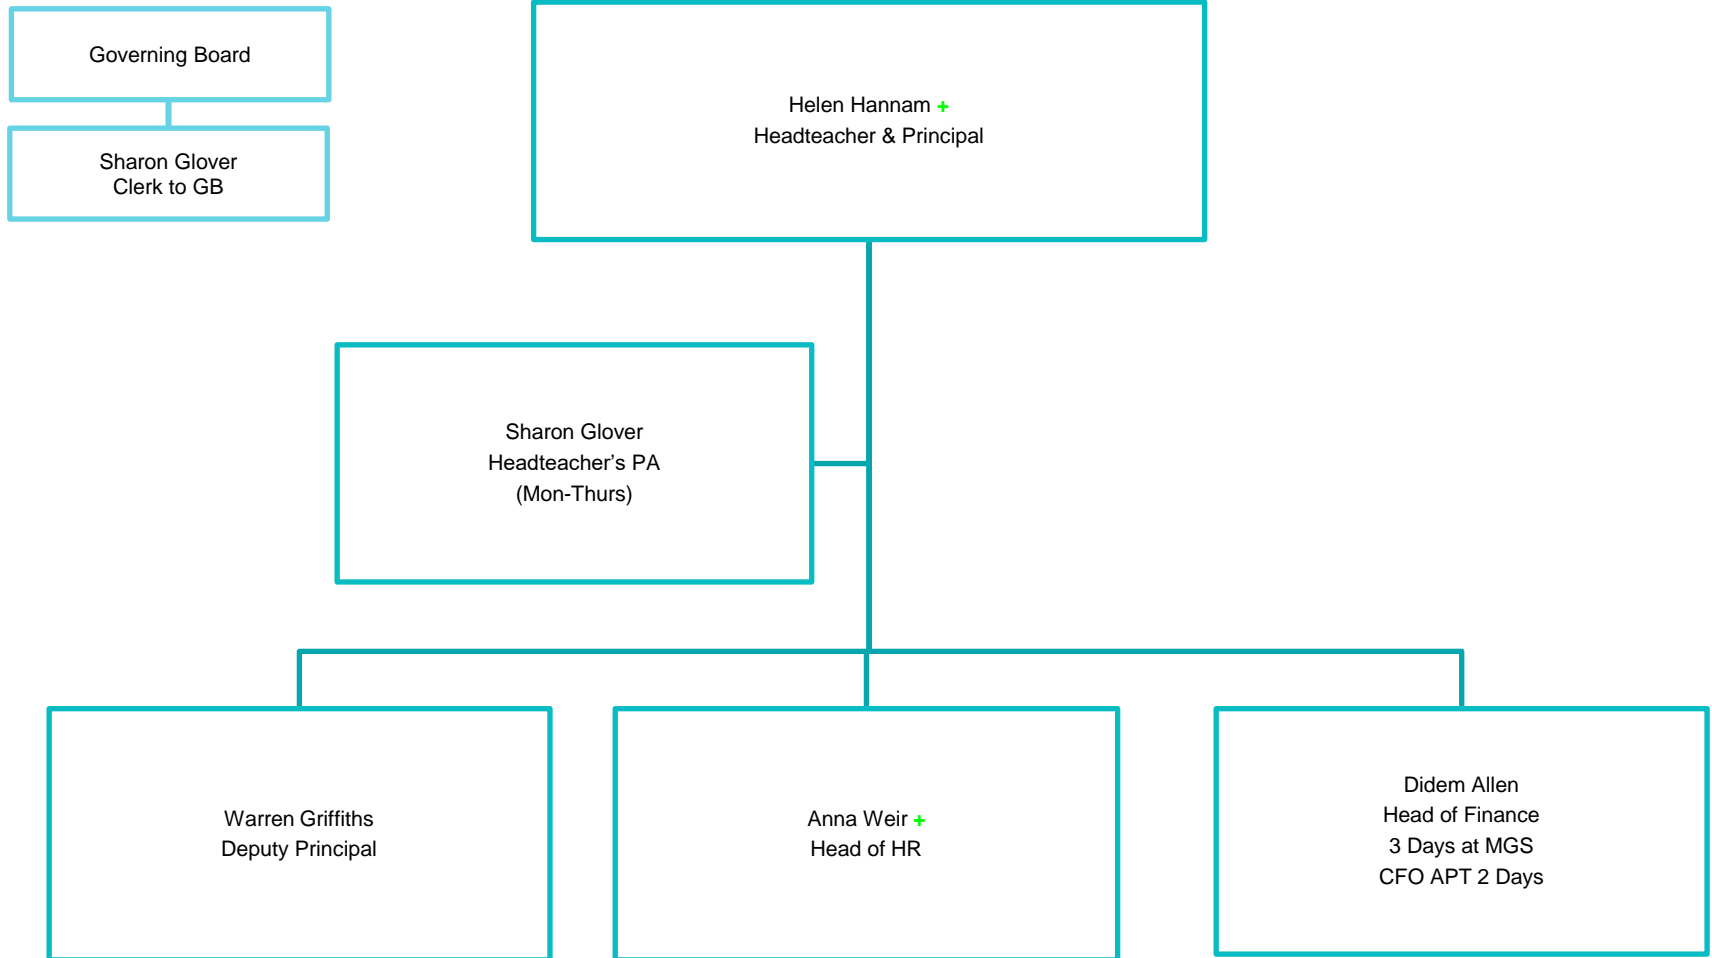 Governing Board
Sharon Glover
Clerk to GB
Helen Hannam +
Headteacher & Principal
Sharon Glover
Headteacher’s PA
(Mon-Thurs)
Warren Griffiths
Deputy Principal
Anna Weir +
Head of HR
Didem Allen
Head of Finance
3 Days at MGS
CFO APT 2 Days